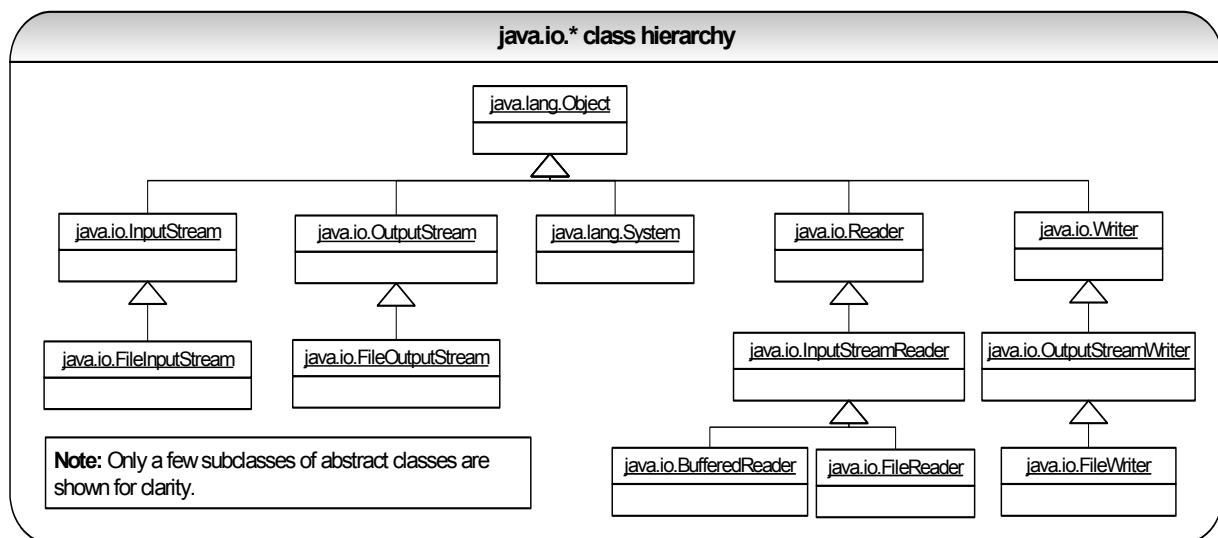 java.io.* class hierarchy
java.lang.Object
java.io.InputStream
java.io.OutputStream
java.lang.System
java.io.Reader
java.io.Writer
java.io.FileInputStream
java.io.FileOutputStream
java.io.InputStreamReader
java.io.OutputStreamWriter
Note: Only a few subclasses of abstract classes are
shown for clarity.
java.io.BufferedReader
java.io.FileReader
java.io.FileWriter